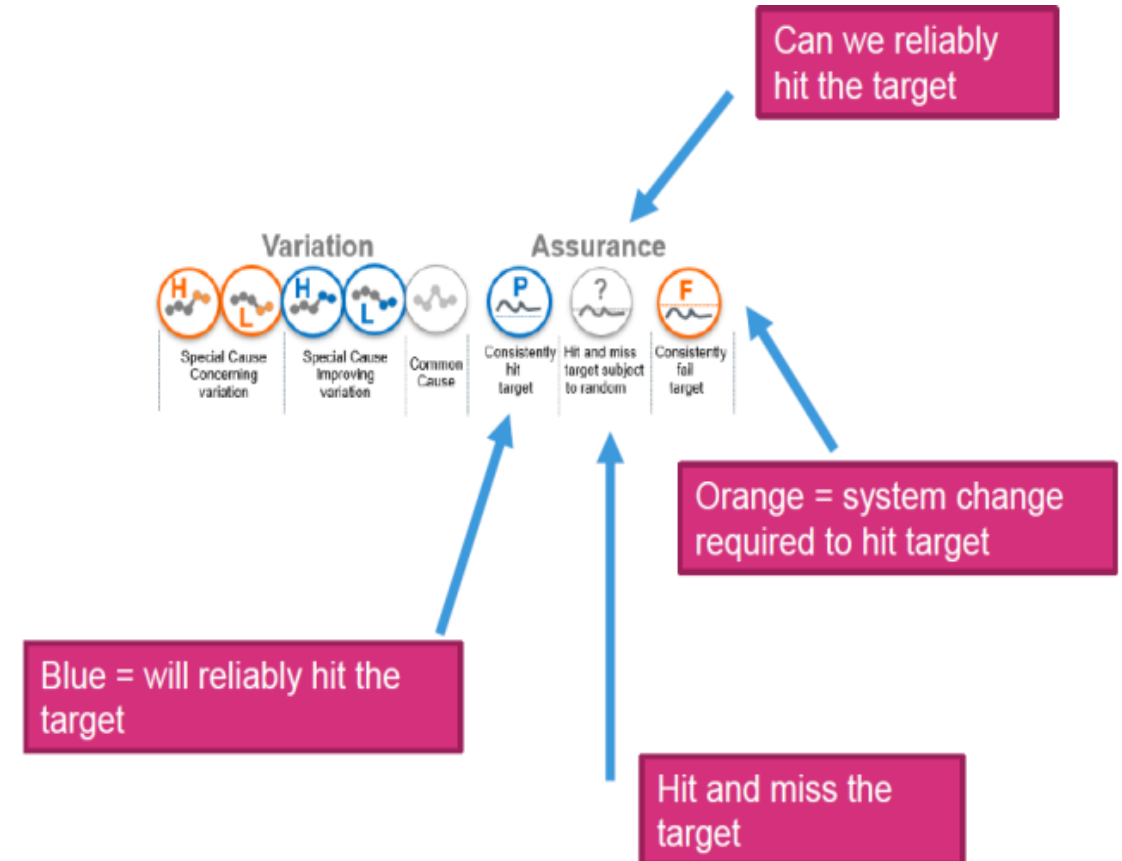 Can we reliably
hit the target
Variation
Assurance
H
L
H
L
P
?
F
Special Cause
Concerning
variation
Special Cause
Improving
variation
Common
Cause
Consistently
hit
target
Hit and miss
target subject
to random
Consistently
fail
target
Orange = system change
required to hit target
Blue = will reliably hit the
target
Hit and miss the
target